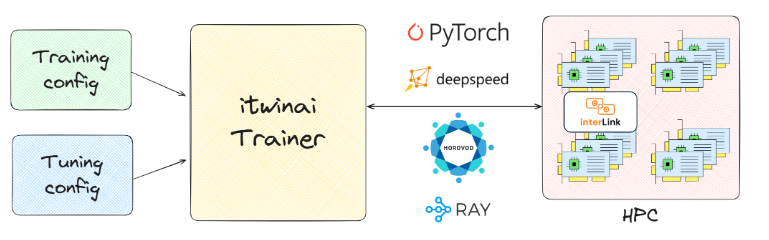 Training
config
Tuning
config
itwinai
Trainer
PyTorch
deepspeed
HOROVOD
RAY
interLink
HPC